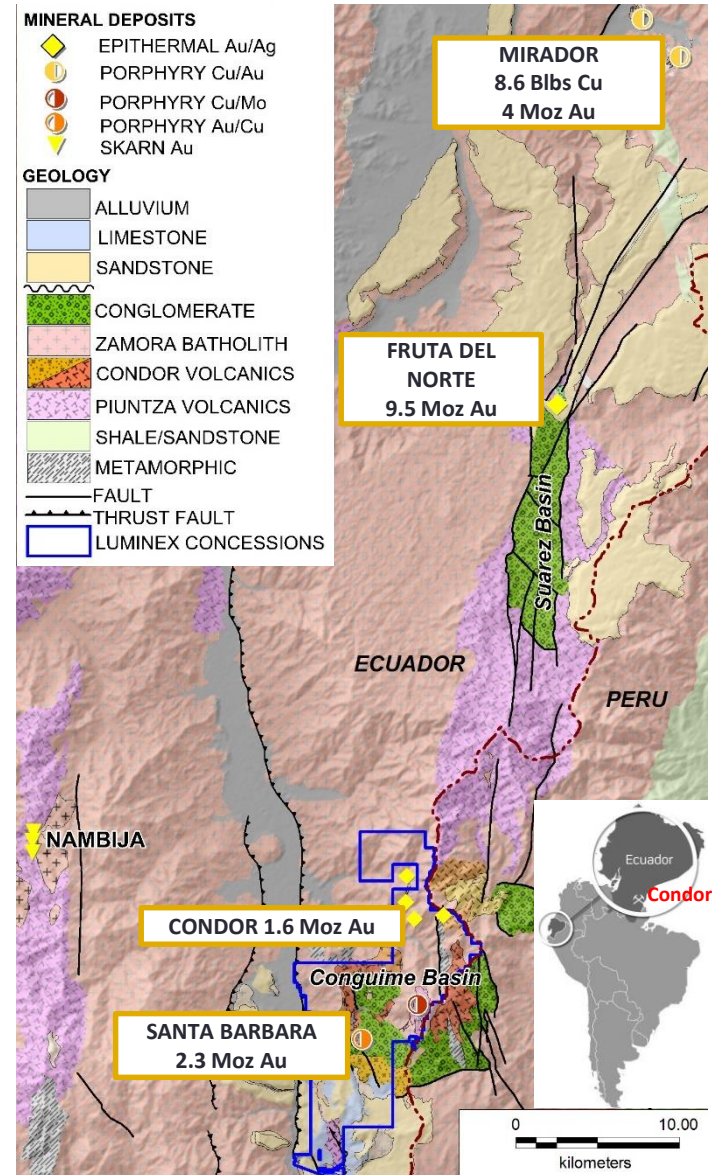 MINERAL DEPOSITS
EPITHERMAL Au/Ag
PORPHYRY Cu/Au
PORPHYRY Cu/Mo
PORPHYRY Au/Cu
SKARN Au
GEOLOGY
ALLUVIUM
LIMESTONE
SANDSTONE
CONGLOMERATE
ZAMORA BATHOLITH
CONDOR VOLCANICS
PIUNTZA VOLCANICS
SHALE/SANDSTONE
METAMORPHIC
FAULT
THRUST FAULT
LUMINEX CONCESSIONS
MIRADOR
8.6 Blbs Cu
4 Moz Au
FRUTA DEL
NORTE
9.5 Moz Au
Suarez Basin
ECUADOR
PERU
NAMBIJA
CONDOR 1.6 Moz Au
Conguime Basin
SANTA BARBARA
2.3 Moz Au
Ecuador
Condor
0 10.00
kilometers